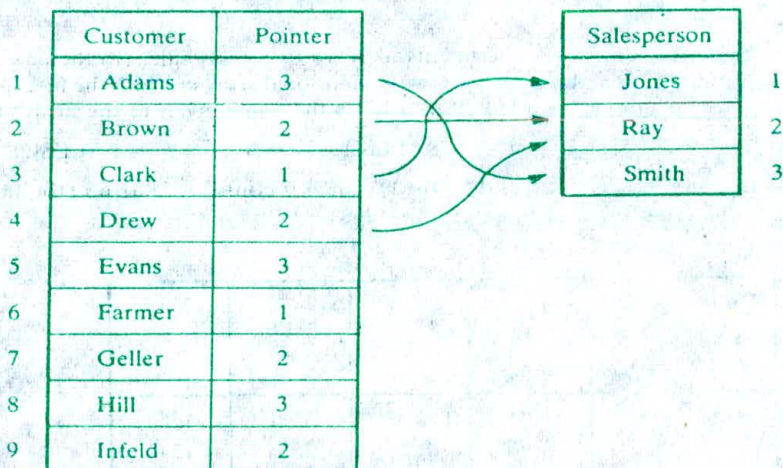 Customer Pointer Salesperson
1 Adams 3 Jones 1
2 Brown 2 Ray 2
3 Clark 1 Smith 3
4 Drew 2
5 Evans 3
6 Farmer 1
7 Geller 2
8 Hill 3
9 Infeld 2